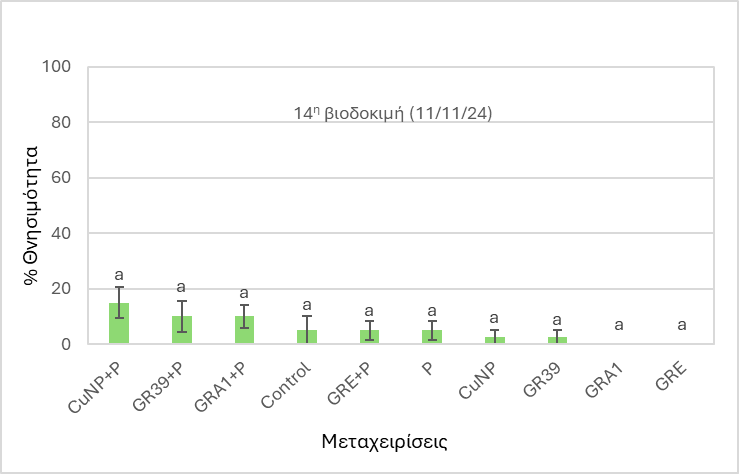 14η βιοδοκιμή (11/11/24)
% Θνησιμότητα
100
80
60
40
20
0
a a a a a a a a a a
CuNP+P GR39+P GRA1+P Control GRE+P P CuNP GR39 GRA1 GRE
Μεταχειρίσεις